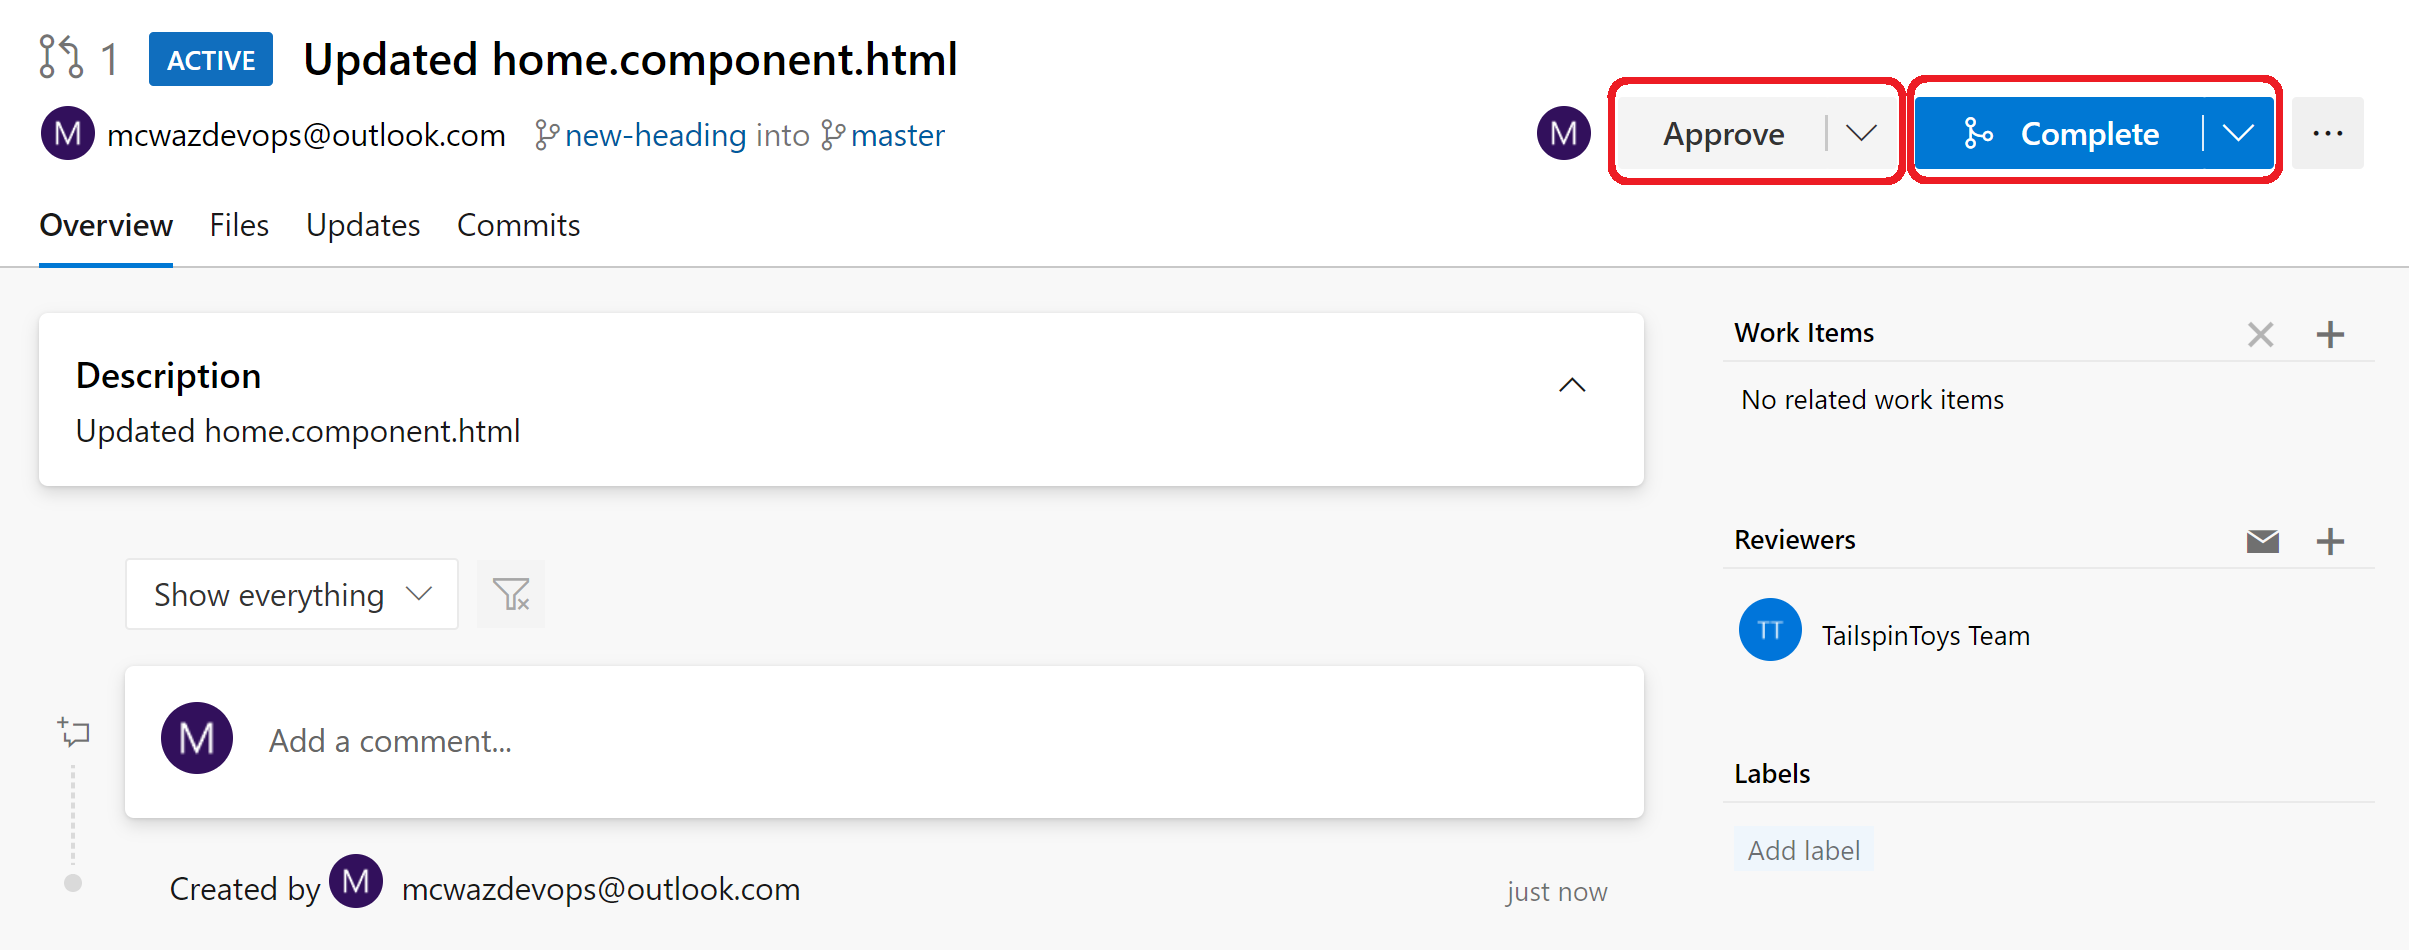 1 ACTIVE Updated home.component.html
M mcwazdevops@outlook.com new-heading into master
M Approve Complete ...
Overview Files Updates Commits
Description
Updated home.component.html
Work Items
No related work items
Show everything
Reviewers
TT TailspinToys Team
M Add a comment...
Labels
Add label
Created by M mcwazdevops@outlook.com just now